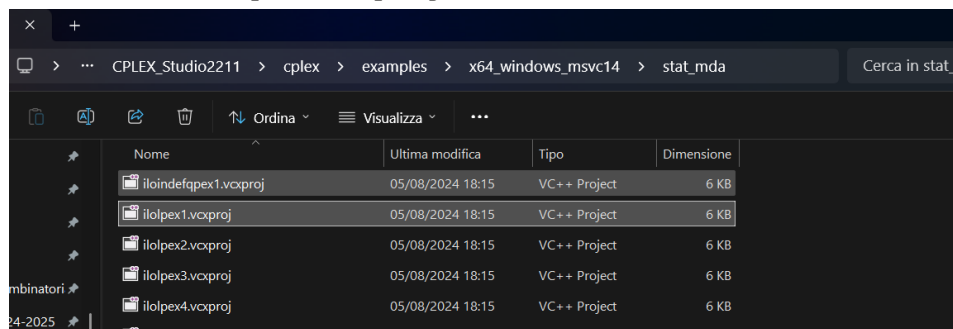 CPLEX_Studio2211 > cplex > examples > x64_windows_msvc14 > stat_mda Cerca in stat_
Ordina Visualizza
Nome Ultima modifica Tipo Dimensione
iloindefqpex1.vcxproj 05/08/2024 18:15 VC++ Project 6 KB
ilolpex1.vcxproj 05/08/2024 18:15 VC++ Project 6 KB
ilolpex2.vcxproj 05/08/2024 18:15 VC++ Project 6 KB
ilolpex3.vcxproj 05/08/2024 18:15 VC++ Project 6 KB
mbinatori
ilolpex4.vcxproj 05/08/2024 18:15 VC++ Project 6 KB
24-2025